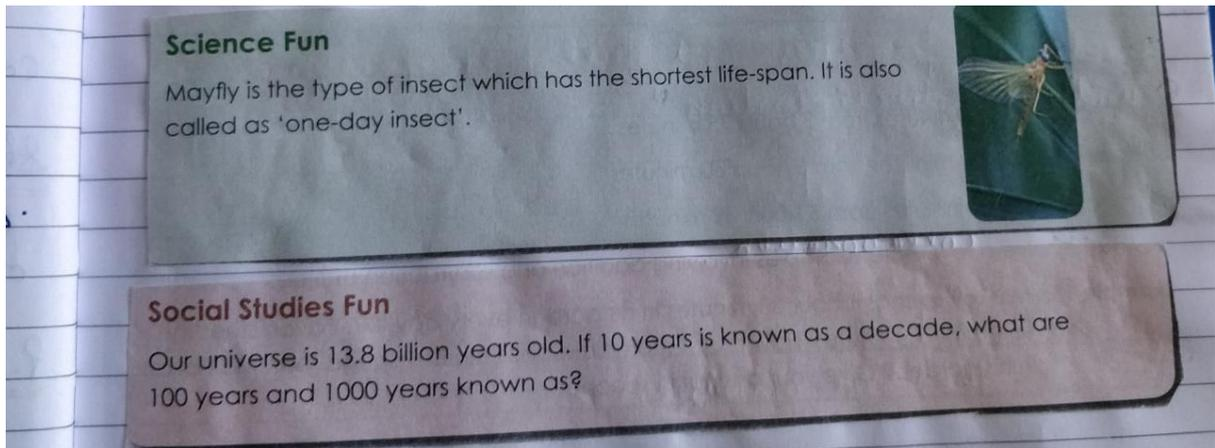 Science Fun
Mayfly is the type of insect which has the shortest life-span. It is also
called as ‘one-day insect’.
Social Studies Fun
Our universe is 13.8 billion years old. If 10 years is known as a decade, what are
100 years and 1000 years known as?